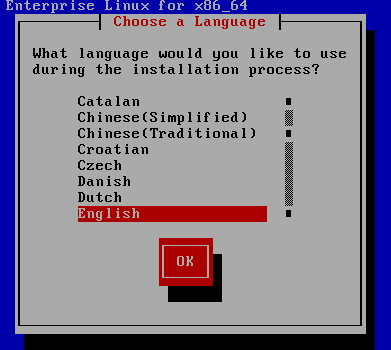 Enterprise Linux for x86_64
Choose a Language
What language would you like to use
during the installation process?
Catalan
Chinese(Simplified)
Chinese(Traditional)
Croatian
Czech
Danish
Dutch
English
OK